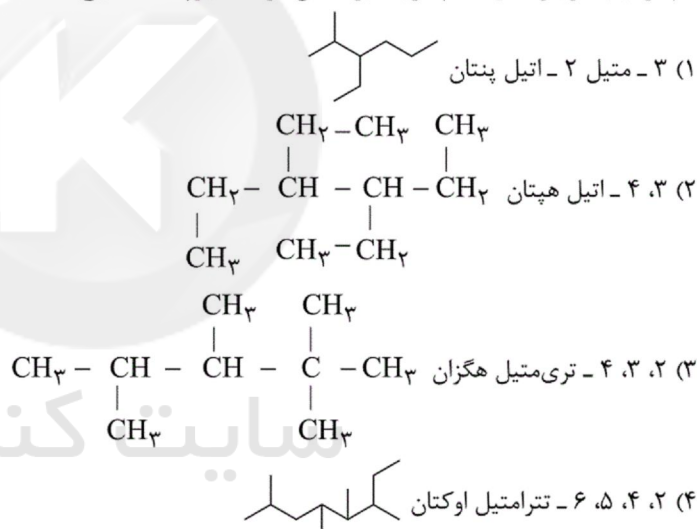 ۱) ۳ ـ متیل ۲ ـ اتیل پنتان
CH۲ – CH۳ CH۳
CH۲ – CH – CH – CH۲ ۲) ۳، ۴ ـ اتیل هپتان
CH۳ CH۳ – CH۲
CH۳ CH۳
CH۳ – CH – CH – C – CH۳ ۳) ۲، ۳، ۴ ـ تری‌متیل هگزان
CH۳ CH۳
۴) ۲، ۴، ۵، ۶ ـ تترامتیل اوکتان